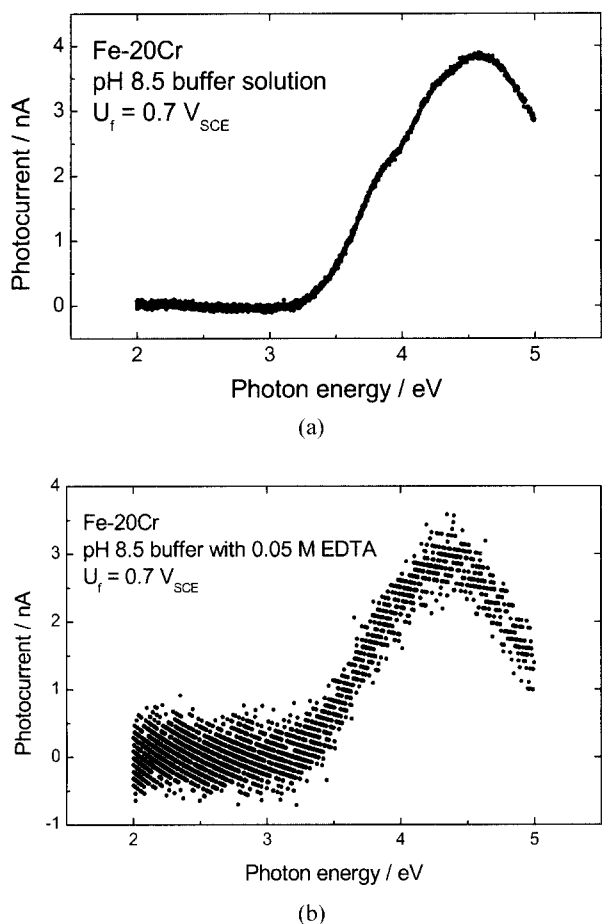 Fe-20Cr
pH 8.5 buffer solution
U_f = 0.7 V_SCE
Photocurrent / nA
4
3
2
1
0
2 3 4 5
Photon energy / eV
(a)
Fe-20Cr
pH 8.5 buffer with 0.05 M EDTA
U_f = 0.7 V_SCE
Photocurrent / nA
4
3
2
1
0
-1
2 3 4 5
Photon energy / eV
(b)